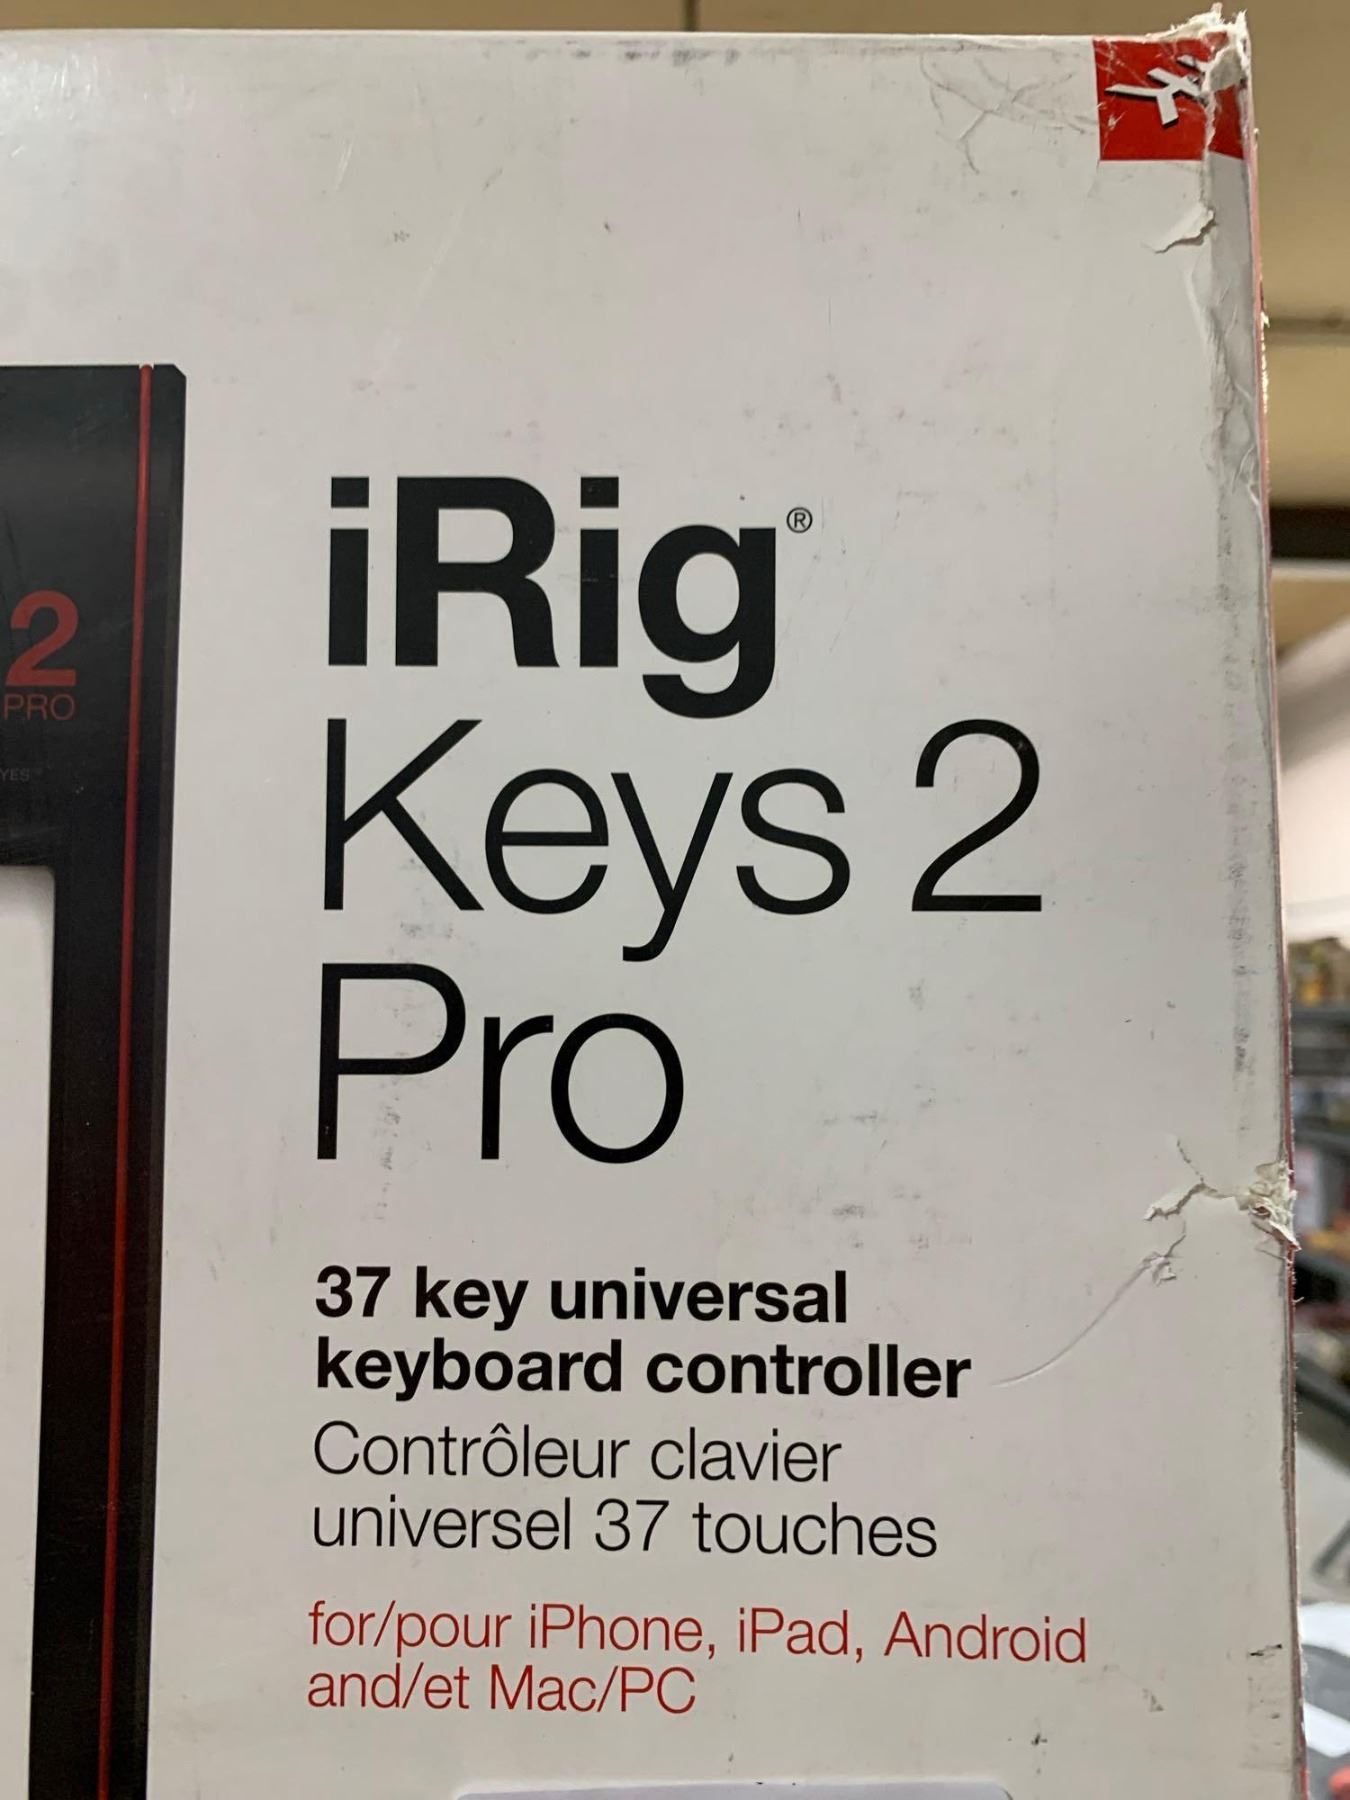 iRig®
Keys 2
Pro
37 key universal
keyboard controller
Contrôleur clavier
universel 37 touches
for/pour iPhone, iPad, Android
and/et Mac/PC
2
PRO